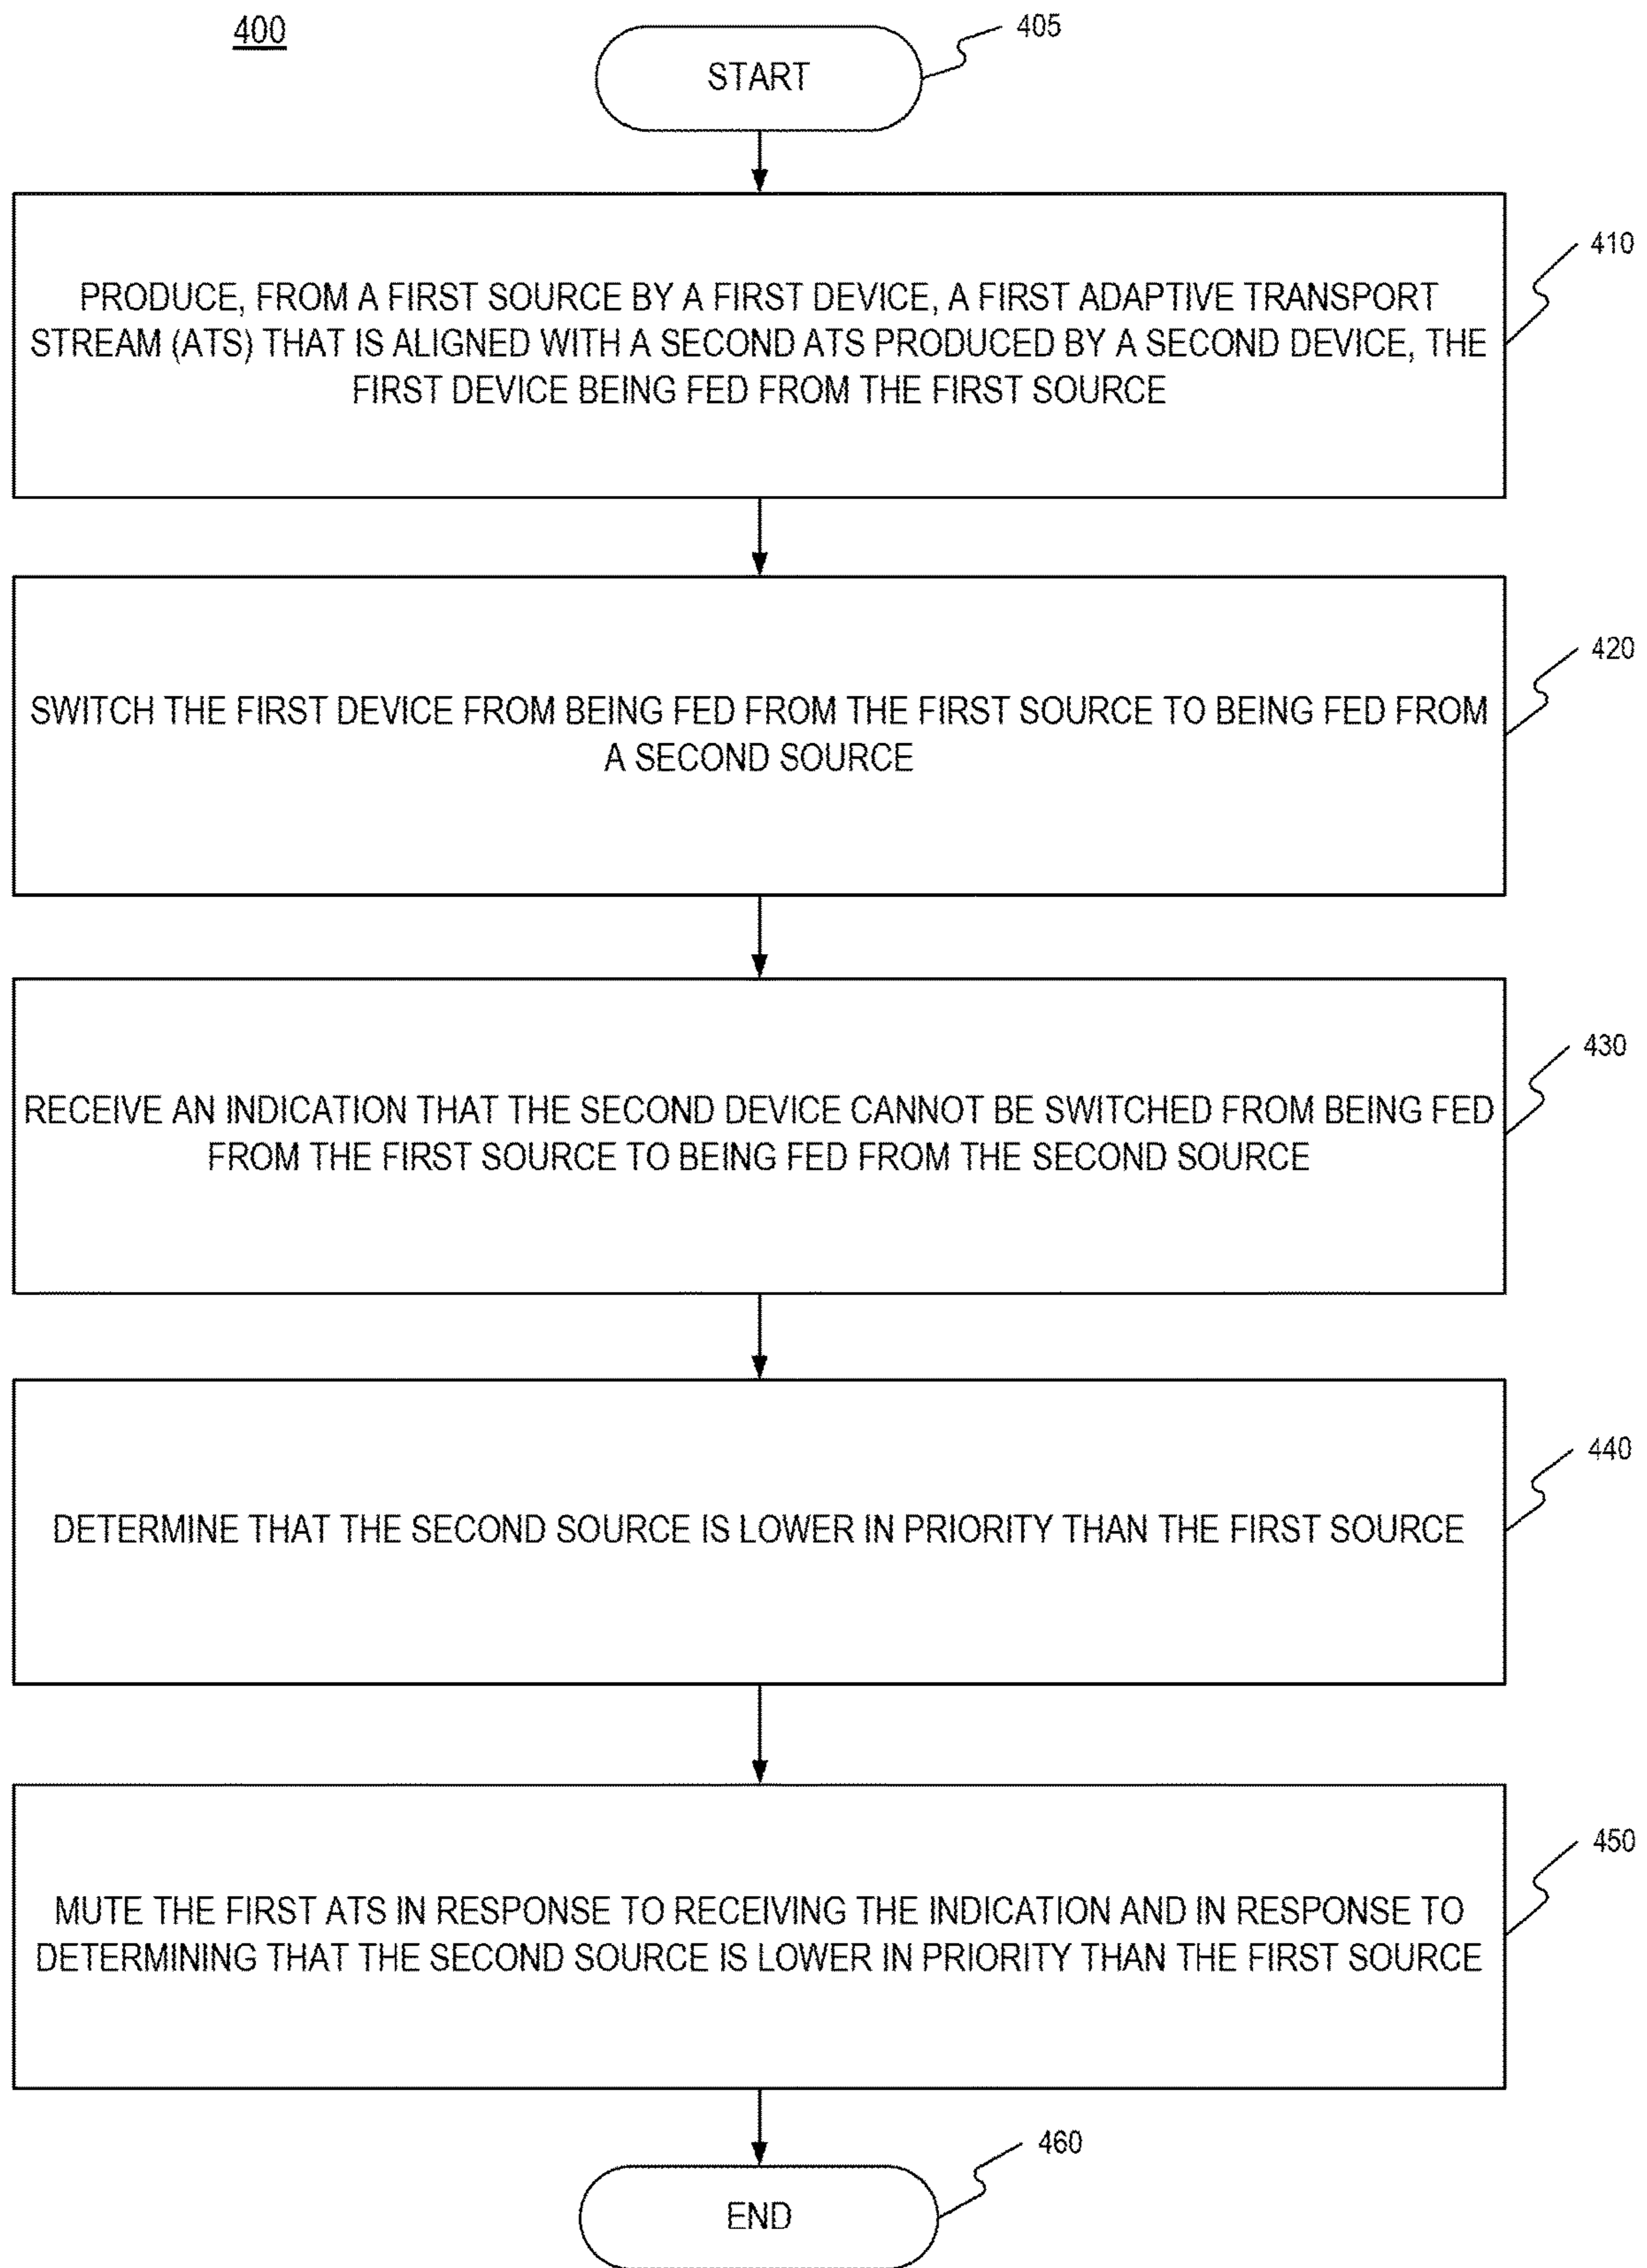 400
405
START
410
PRODUCE, FROM A FIRST SOURCE BY A FIRST DEVICE, A FIRST ADAPTIVE TRANSPORT
STREAM (ATS) THAT IS ALIGNED WITH A SECOND ATS PRODUCED BY A SECOND DEVICE, THE
FIRST DEVICE BEING FED FROM THE FIRST SOURCE
420
SWITCH THE FIRST DEVICE FROM BEING FED FROM THE FIRST SOURCE TO BEING FED FROM
A SECOND SOURCE
430
RECEIVE AN INDICATION THAT THE SECOND DEVICE CANNOT BE SWITCHED FROM BEING FED
FROM THE FIRST SOURCE TO BEING FED FROM THE SECOND SOURCE
440
DETERMINE THAT THE SECOND SOURCE IS LOWER IN PRIORITY THAN THE FIRST SOURCE
450
MUTE THE FIRST ATS IN RESPONSE TO RECEIVING THE INDICATION AND IN RESPONSE TO
DETERMINING THAT THE SECOND SOURCE IS LOWER IN PRIORITY THAN THE FIRST SOURCE
460
END